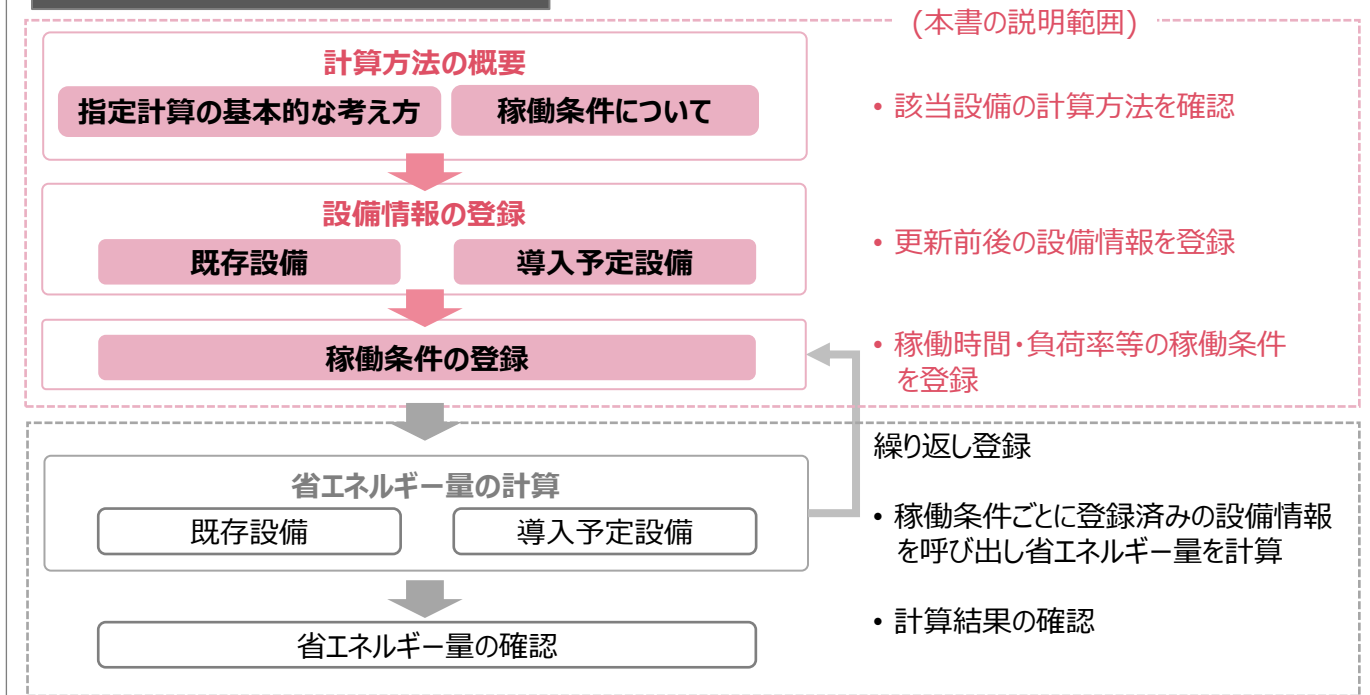 (本書の説明範囲)
計算方法の概要
指定計算の基本的な考え方
稼働条件について
• 該当設備の計算方法を確認
設備情報の登録
既存設備
導入予定設備
• 更新前後の設備情報を登録
稼働条件の登録
• 稼働時間・負荷率等の稼働条件
を登録
繰り返し登録
省エネルギー量の計算
既存設備
導入予定設備
• 稼働条件ごとに登録済みの設備情報
を呼び出し省エネルギー量を計算
省エネルギー量の確認
• 計算結果の確認